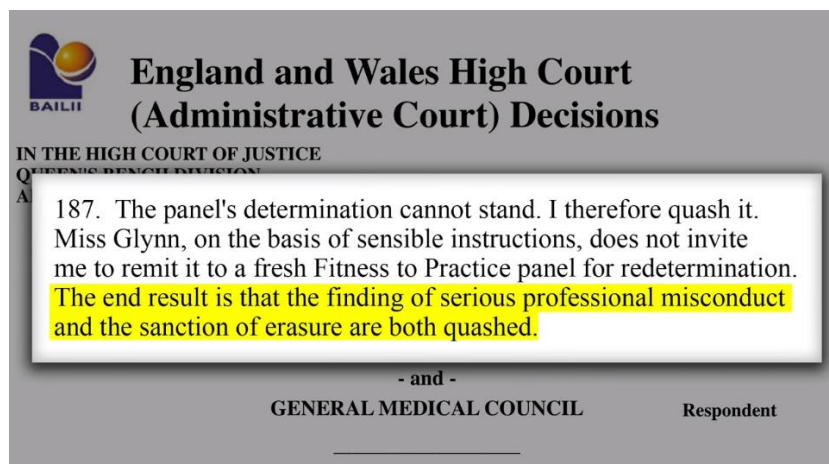 BAILII
England and Wales High Court
(Administrative Court) Decisions
IN THE HIGH COURT OF JUSTICE
QUEEN'S BENCH DIVISION
187. The panel's determination cannot stand. I therefore quash it.
Miss Glynn, on the basis of sensible instructions, does not invite
me to remit it to a fresh Fitness to Practice panel for redetermination.
The end result is that the finding of serious professional misconduct
and the sanction of erasure are both quashed.
- and -
GENERAL MEDICAL COUNCIL
Respondent